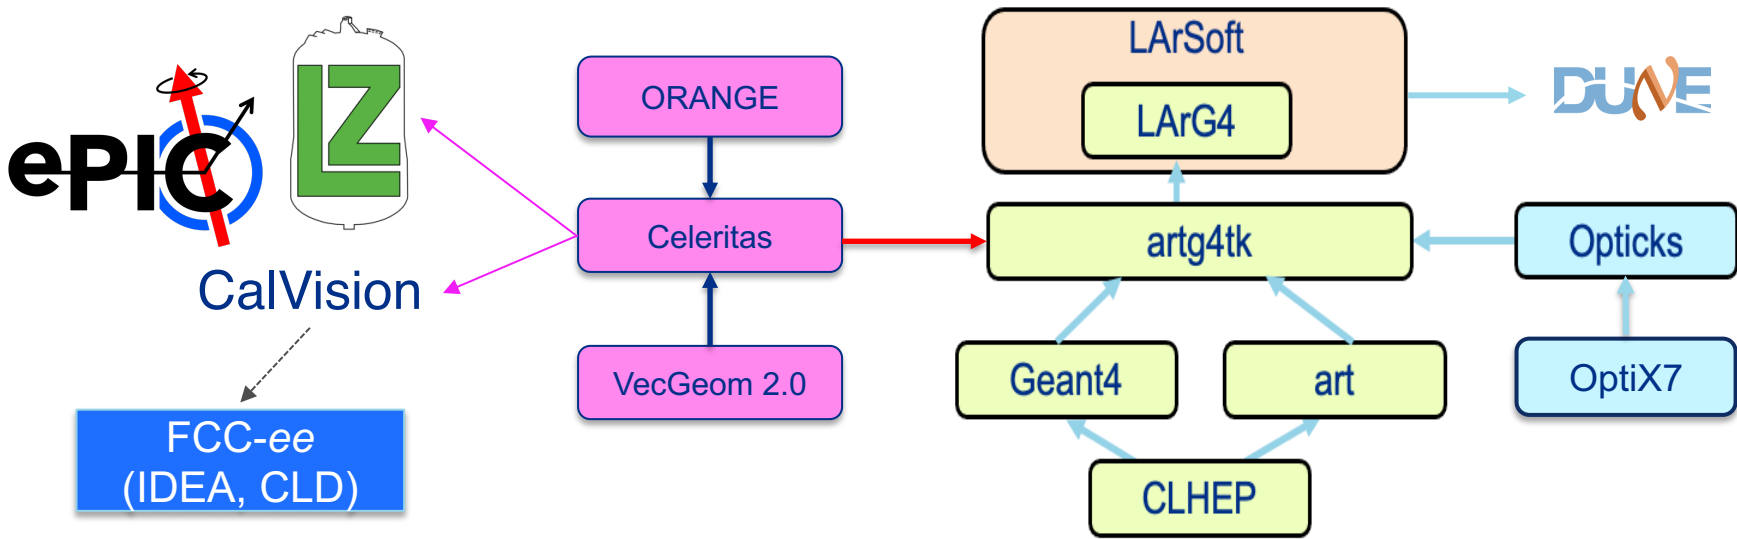 ePIC
LZ
CalVision
FCC-ee
(IDEA, CLD)
ORANGE
Celeritas
VecGeom 2.0
LArSoft
LArG4
artg4tk
Geant4
art
CLHEP
DUNE
Opticks
OptiX7